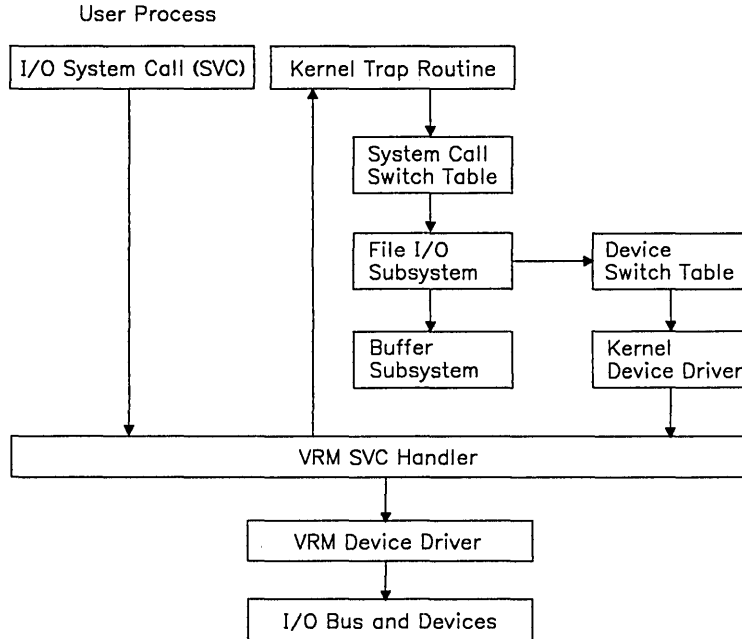 User Process
I/O System Call (SVC)
Kernel Trap Routine
System Call
Switch Table
File I/O
Subsystem
Device
Switch Table
Buffer
Subsystem
Kernel
Device Driver
VRM SVC Handler
VRM Device Driver
I/O Bus and Devices